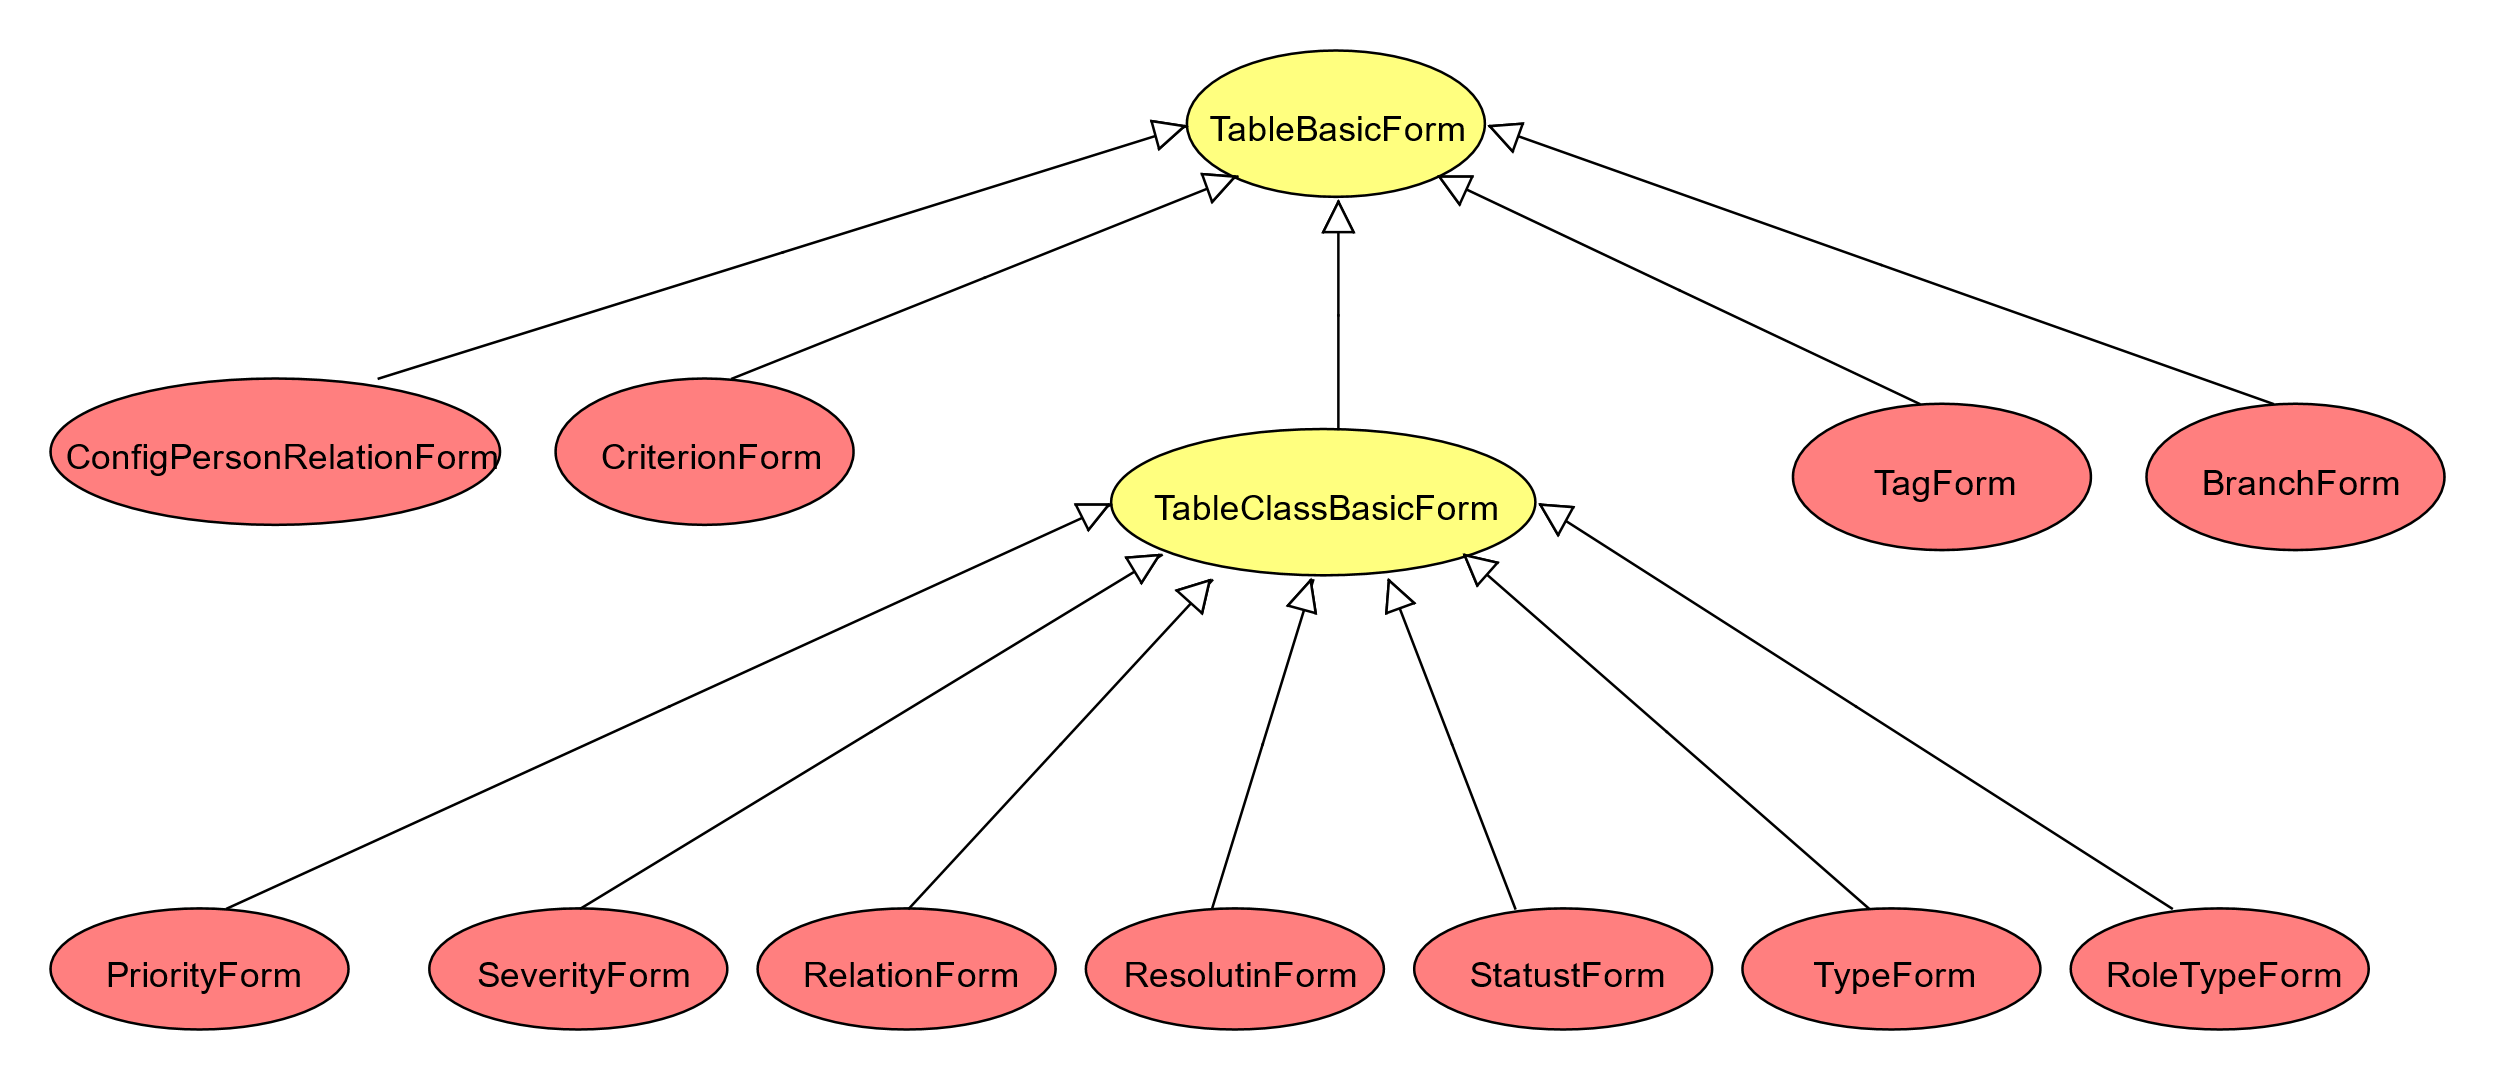 TableBasicForm
ConfigPersonRelationForm
CriterionForm
TableClassBasicForm
TagForm
BranchForm
PriorityForm
SeverityForm
RelationForm
ResolutinForm
StatustForm
TypeForm
RoleTypeForm